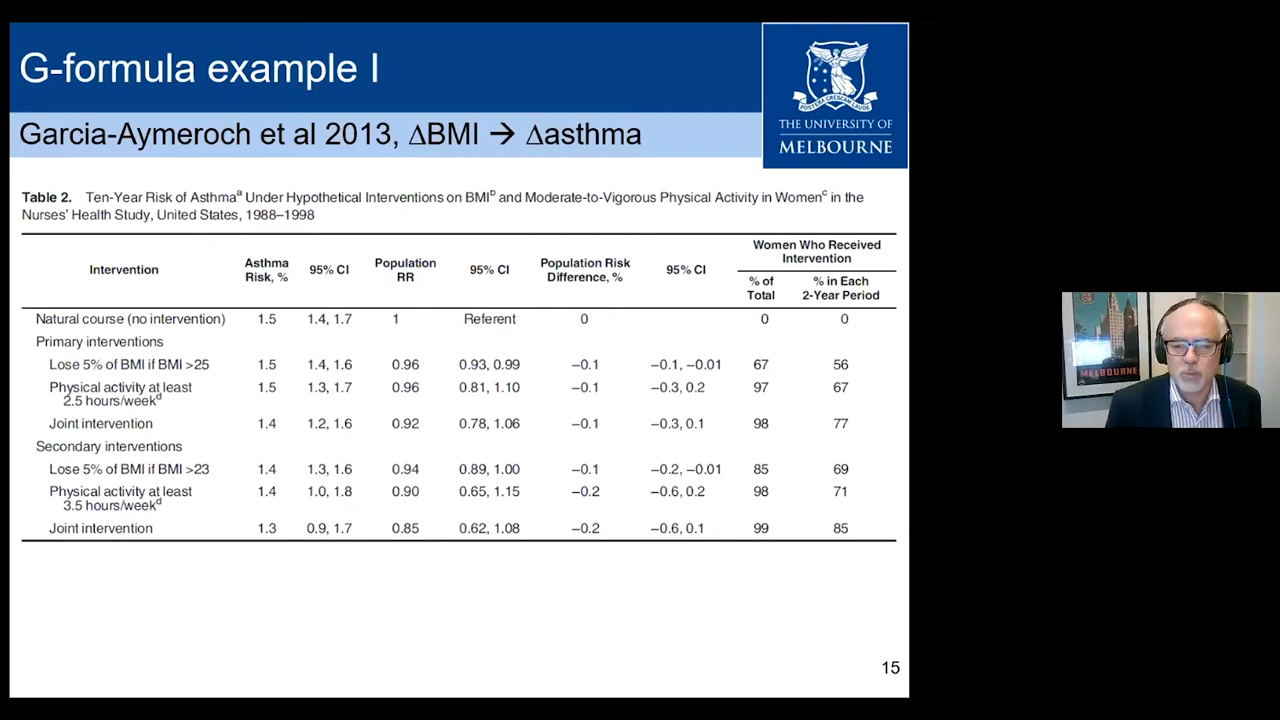 G-formula example I
Garcia-Aymeroch et al 2013, ΔBMI → Δasthma
POSTERA CRESCAM LAUDE
THE UNIVERSITY OF
MELBOURNE
Table 2. Ten-Year Risk of Asthmaa Under Hypothetical Interventions on BMIb and Moderate-to-Vigorous Physical Activity in Womenc in the
Nurses' Health Study, United States, 1988–1998
Women Who Received
Intervention
Intervention Asthma Risk, % 95% CI Population RR 95% CI Population Risk Difference, % 95% CI % of Total % in Each 2-Year Period
Natural course (no intervention) 1.5 1.4, 1.7 1 Referent 0 0 0
Primary interventions
Lose 5% of BMI if BMI >25 1.5 1.4, 1.6 0.96 0.93, 0.99 −0.1 −0.1, −0.01 67 56
Physical activity at least 1.5 1.3, 1.7 0.96 0.81, 1.10 −0.1 −0.3, 0.2 97 67
2.5 hours/weekd
Joint intervention 1.4 1.2, 1.6 0.92 0.78, 1.06 −0.1 −0.3, 0.1 98 77
Secondary interventions
Lose 5% of BMI if BMI >23 1.4 1.3, 1.6 0.94 0.89, 1.00 −0.1 −0.2, −0.01 85 69
Physical activity at least 1.4 1.0, 1.8 0.90 0.65, 1.15 −0.2 −0.6, 0.2 98 71
3.5 hours/weekd
Joint intervention 1.3 0.9, 1.7 0.85 0.62, 1.08 −0.2 −0.6, 0.1 99 85
15
MELBOURNE